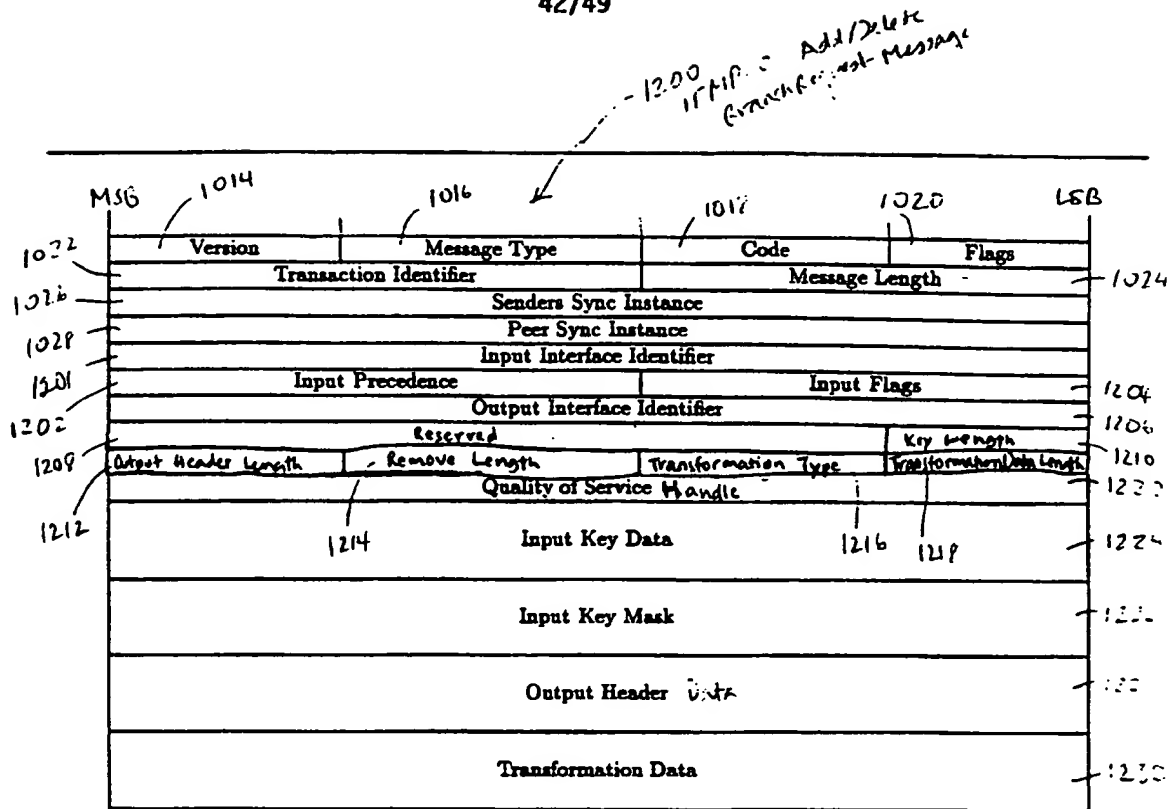 42/49
1200
Add/Delete
Message
MSB
1014
1016
1020
LSB
Version Message Type Code Flags
Transaction Identifier Message Length
1024
Senders Sync Instance
Peer Sync Instance
1028
Input Interface Identifier
1201
Input Precedence Input Flags
1204
1202
Output Interface Identifier
1206
Reserved Key Length
1208
1210
Output Header Length Remove Length Transformation Type Transformation Data Length
1212
Quality of Service Handle
1214
1216
1218
Input Key Data
Input Key Mask
Output Header Data
Transformation Data